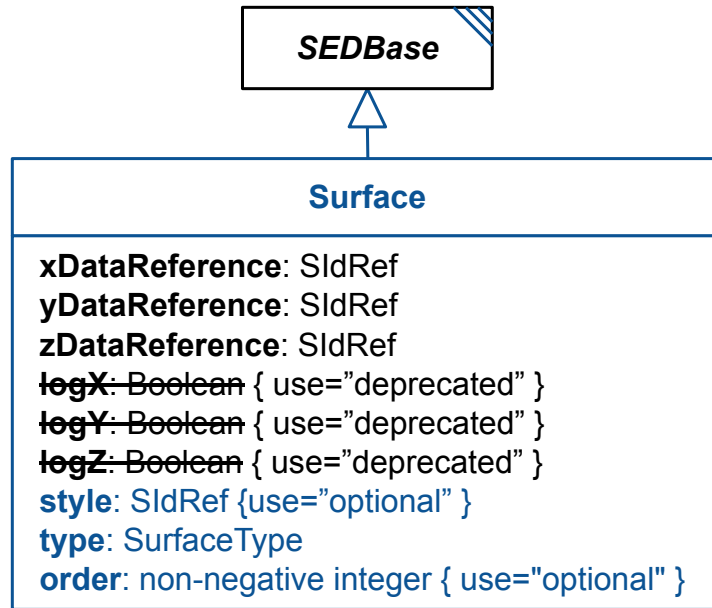 SEDBase
Surface
xDataReference: SIdRef
yDataReference: SIdRef
zDataReference: SIdRef
logX: Boolean { use=”deprecated” }
logY: Boolean { use=”deprecated” }
logZ: Boolean { use=”deprecated” }
style: SIdRef {use=”optional” }
type: SurfaceType
order: non-negative integer { use="optional" }